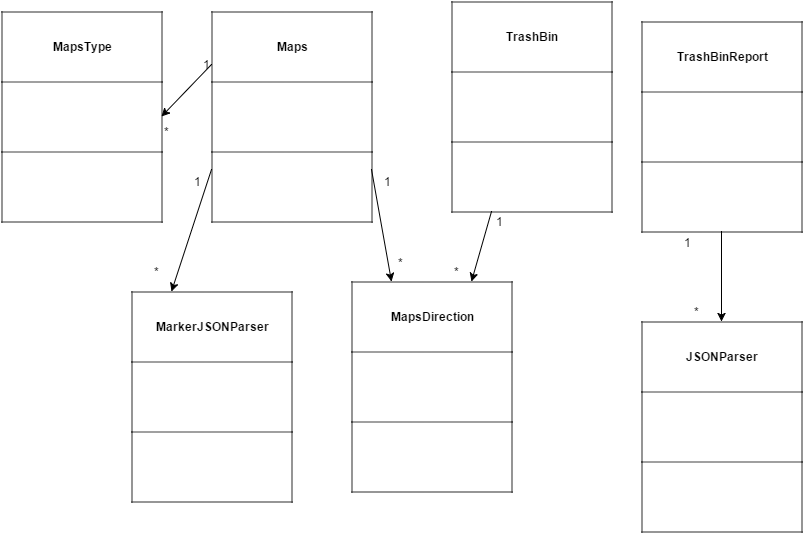 MapsType
Maps
TrashBin
TrashBinReport
1
*
1
1
1
1
*
*
*
*
MarkerJSONParser
MapsDirection
JSONParser